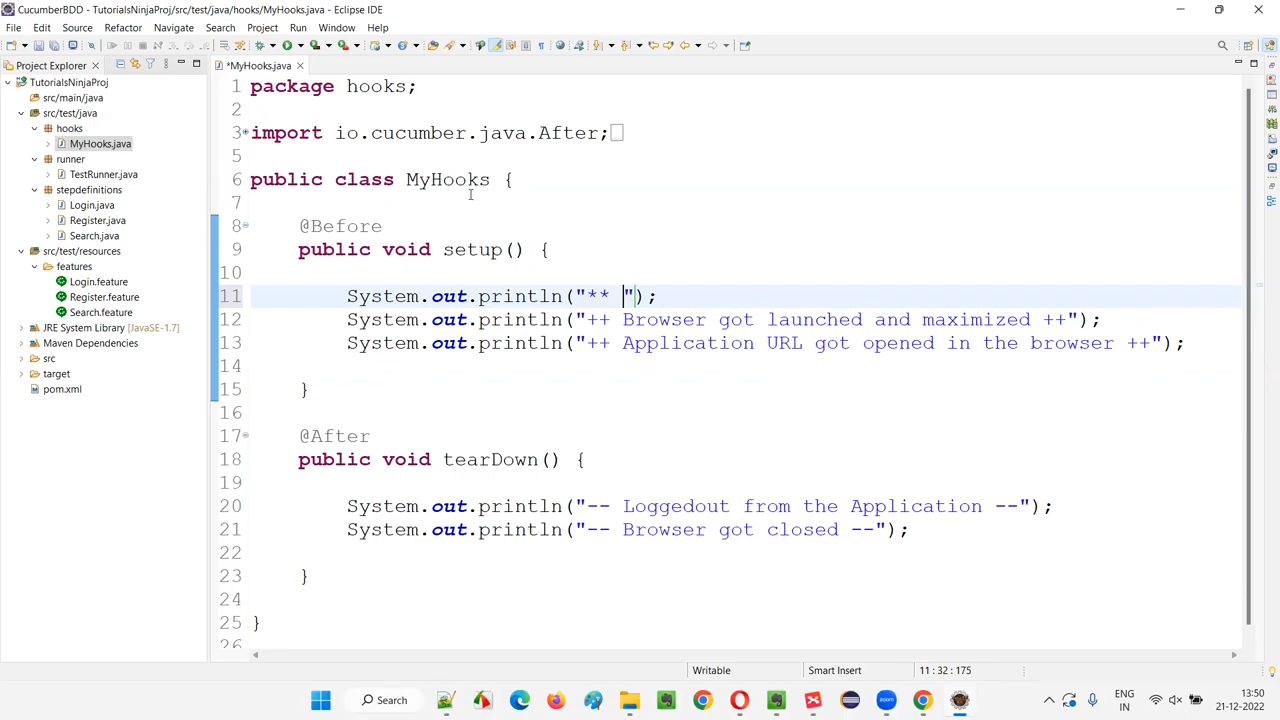 CucumberBDD - TutorialsNinjaProj/src/test/java/hooks/MyHooks.java - Eclipse IDE
File Edit Source Refactor Navigate Search Project Run Window Help
Project Explorer
*MyHooks.java
TutorialsNinjaProj
src/main/java
src/test/java
hooks
MyHooks.java
runner
TestRunner.java
stepdefinitions
Login.java
Register.java
Search.java
src/test/resources
features
Login.feature
Register.feature
Search.feature
JRE System Library [JavaSE-1.7]
Maven Dependencies
src
target
pom.xml
1 package hooks;
2
3 import io.cucumber.java.After;
5
6 public class MyHooks {
7
8 @Before
9 public void setup() {
10
11 System.out.println("** ");
12 System.out.println("++ Browser got launched and maximized ++");
13 System.out.println("++ Application URL got opened in the browser ++");
14
15 }
16
17 @After
18 public void tearDown() {
19
20 System.out.println("-- Loggedout from the Application --");
21 System.out.println("-- Browser got closed --");
22
23 }
24
25 }
26
Writable Smart Insert 11 : 32 : 175
Search
zoom
ENG
IN
13:50
21-12-2022